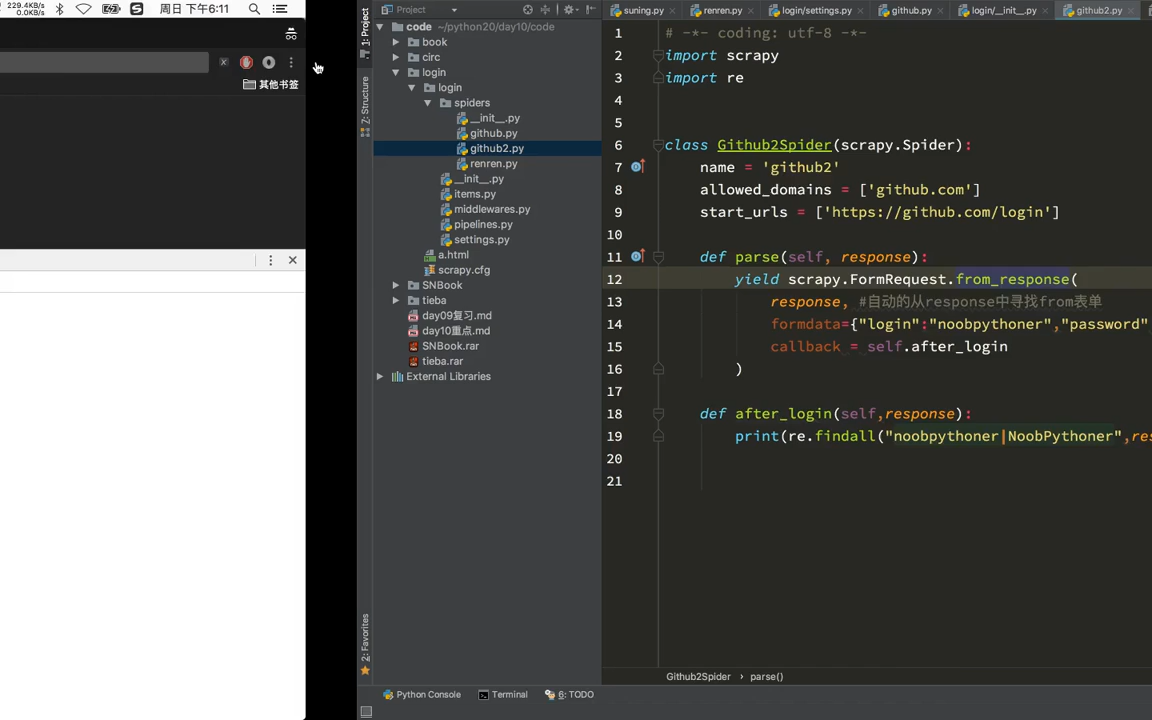 229.4KB/s
0.0KB/s
周日 下午6:11
其他书签
1: Project
7: Structure
2: Favorites
Project
code ~/python20/day10/code
book
circ
login
login
spiders
__init__.py
github.py
github2.py
renren.py
__init__.py
items.py
middlewares.py
pipelines.py
settings.py
a.html
scrapy.cfg
SNBook
tieba
day09复习.md
day10重点.md
SNBook.rar
tieba.rar
External Libraries
suning.py
renren.py
login/settings.py
github.py
login/__init__.py
github2.py
1 # -*- coding: utf-8 -*-
2 import scrapy
3 import re
4
5
6 class Github2Spider(scrapy.Spider):
7 name = 'github2'
8 allowed_domains = ['github.com']
9 start_urls = ['https://github.com/login']
10
11 def parse(self, response):
12 yield scrapy.FormRequest.from_response(
13 response, #自动的从response中寻找from表单
14 formdata={"login":"noobpythoner","password"
15 callback = self.after_login
16 )
17
18 def after_login(self,response):
19 print(re.findall("noobpythoner|NoobPythoner",res
20
21
Github2Spider › parse()
Python Console
Terminal
6: TODO